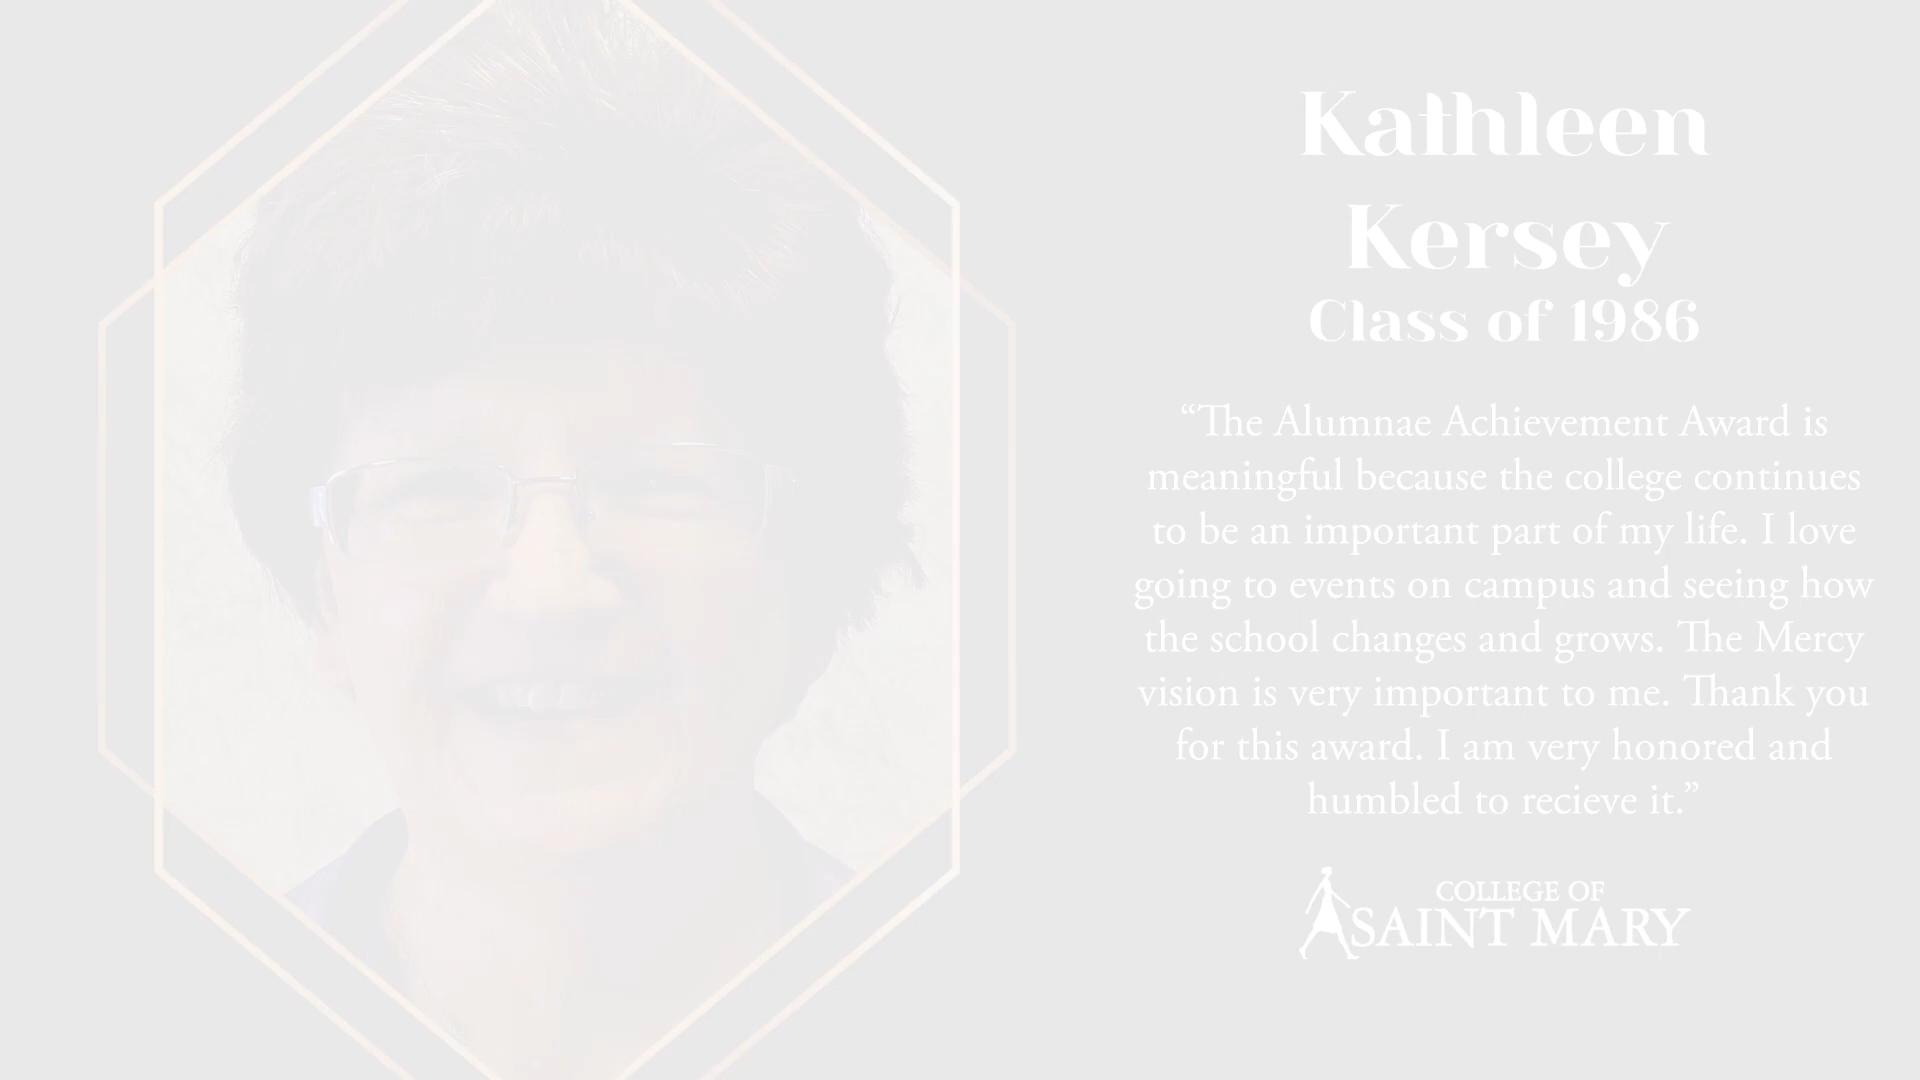 Kathleen
Kersey
Class of 1986
“The Alumnae Achievement Award is
meaningful because the college continues
to be an important part of my life. I love
going to events on campus and seeing how
the school changes and grows. The Mercy
vision is very important to me. Thank you
for this award. I am very honored and
humbled to recieve it.”
COLLEGE OF
SAINT MARY